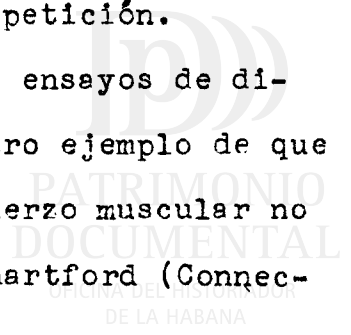 petición.
ensayos de di-
ro ejemplo de que
PATRIMONIO
erzo muscular no
DOCUMENTAL
artford (Connec-
OFICINA DEL HISTORIADOR
DE LA HABANA